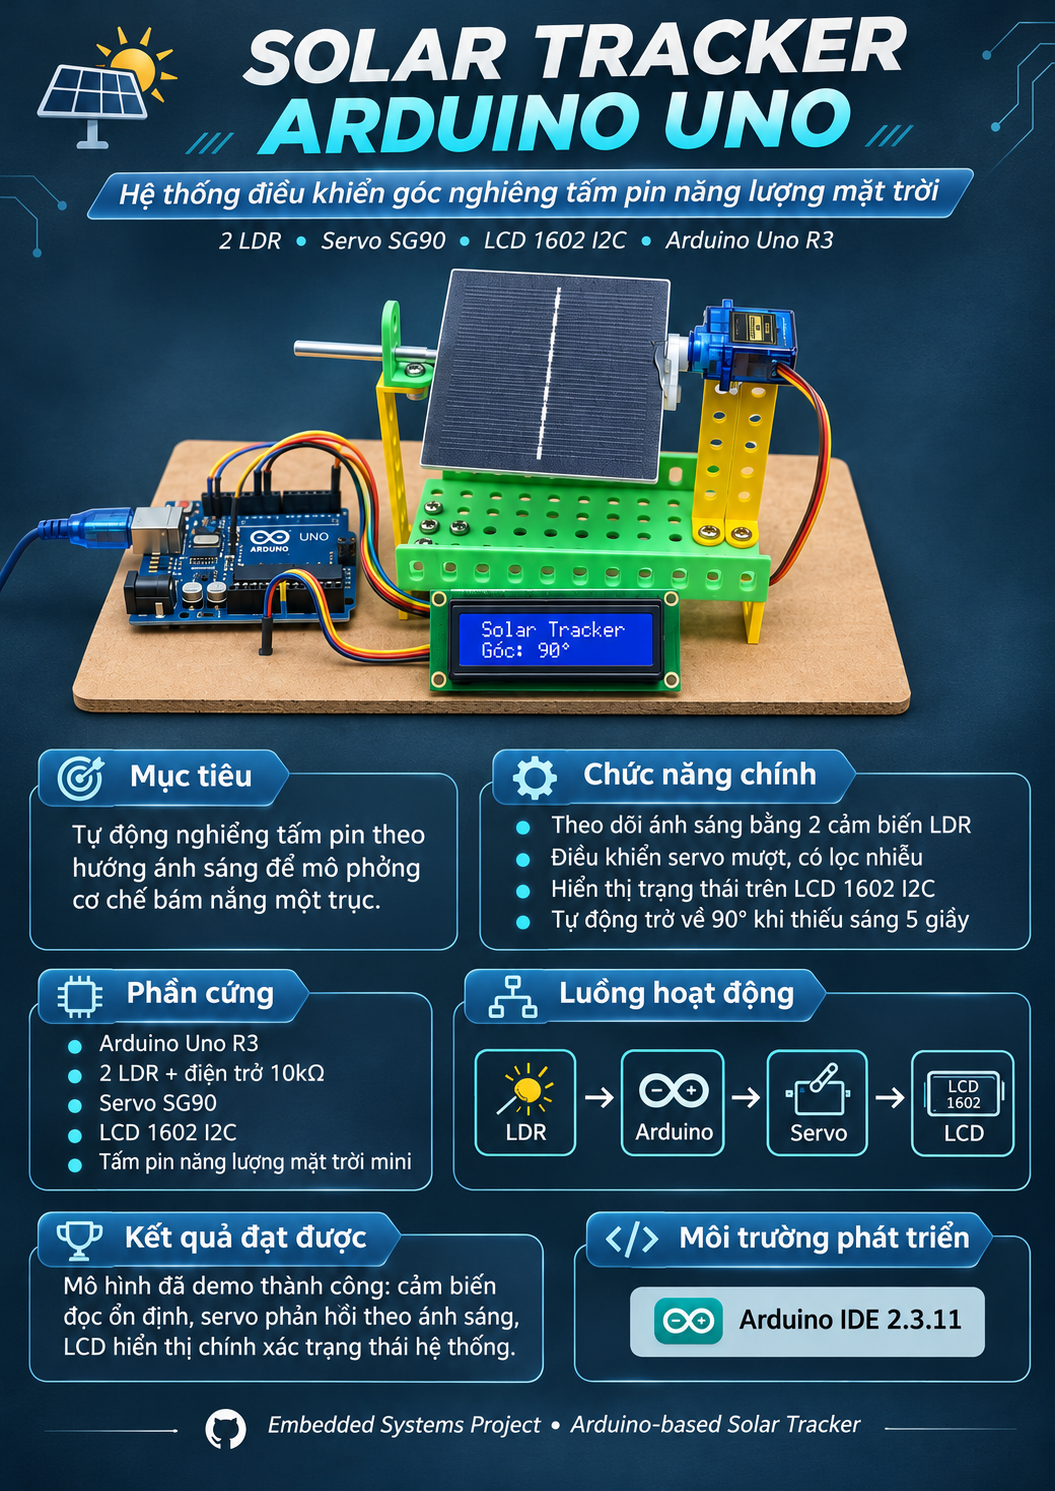 SOLAR TRACKER
ARDUINO UNO
Hệ thống điều khiển góc nghiêng tấm pin năng lượng mặt trời
2 LDR • Servo SG90 • LCD 1602 I2C • Arduino Uno R3
UNO
ARDUINO
Solar Tracker
Góc: 90°
Mục tiêu
Tự động nghiểng tấm pin theo
hướng ánh sáng để mô phởng
cơ chế bám nắng một trục.
Chức năng chính
• Theo dõi ánh sáng bằng 2 cảm biến LDR
• Điều khiển servo mượt, có lọc nhiễu
• Hiển thị trạng thái trên LCD 1602 I2C
• Tự động trở về 90° khi thiếu sáng 5 giầy
Phần cứng
• Arduino Uno R3
• 2 LDR + điện trở 10kΩ
• Servo SG90
• LCD 1602 I2C
• Tấm pin năng lượng mặt trời mini
Luồng hoạt động
LDR → Arduino → Servo → LCD
LCD
1602
Kết quả đạt được
Mô hình đã demo thành công: cảm biến
đọc ổn định, servo phản hồi theo ánh sáng,
LCD hiển thị chính xác trạng thái hệ thống.
</> Môi trường phát triển
Arduino IDE 2.3.11
Embedded Systems Project • Arduino-based Solar Tracker